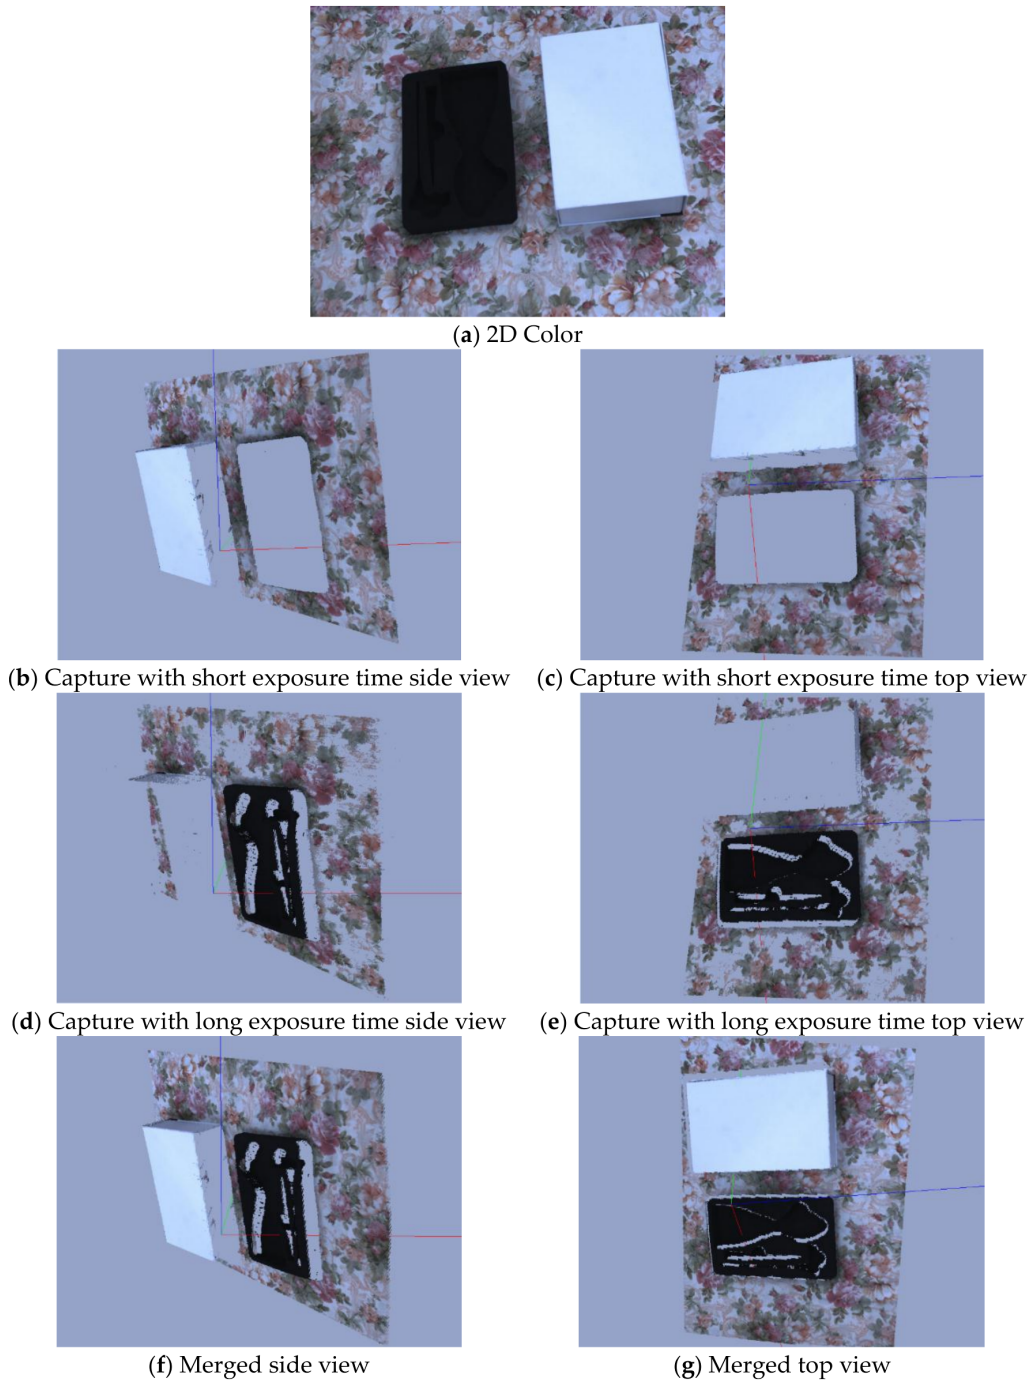 (a) 2D Color
(b) Capture with short exposure time side view
(c) Capture with short exposure time top view
(d) Capture with long exposure time side view
(e) Capture with long exposure time top view
(f) Merged side view
(g) Merged top view